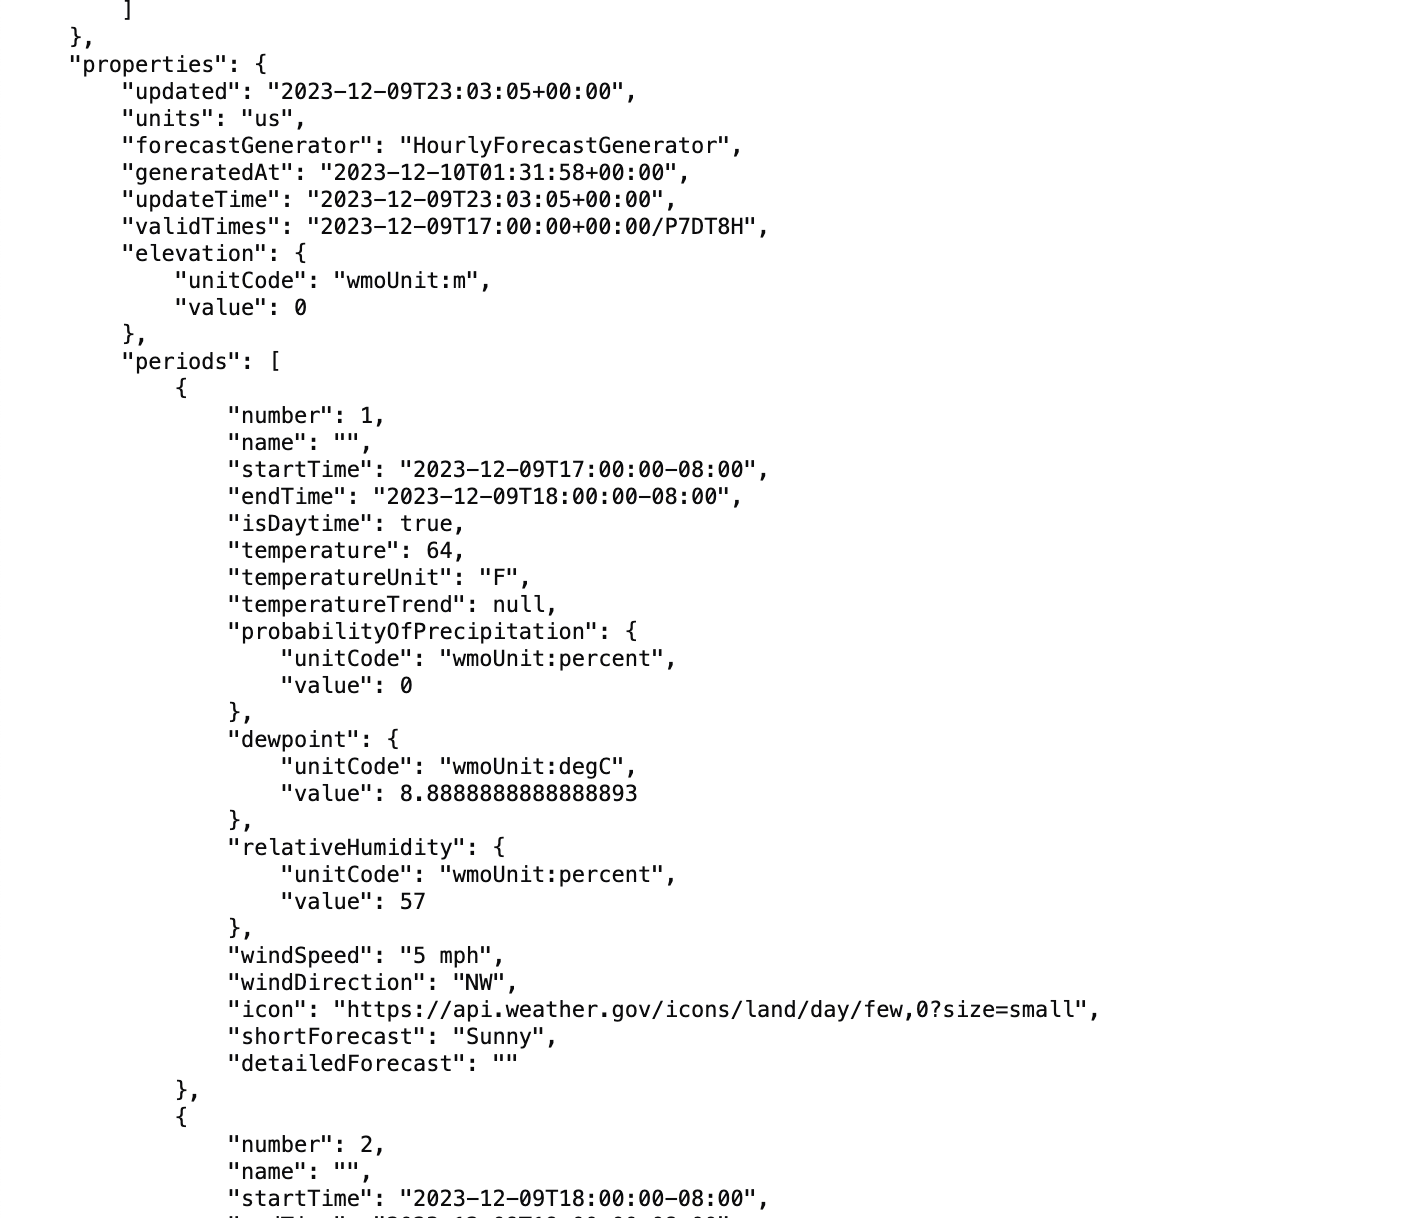 ]
},
"properties": {
"updated": "2023-12-09T23:03:05+00:00",
"units": "us",
"forecastGenerator": "HourlyForecastGenerator",
"generatedAt": "2023-12-10T01:31:58+00:00",
"updateTime": "2023-12-09T23:03:05+00:00",
"validTimes": "2023-12-09T17:00:00+00:00/P7DT8H",
"elevation": {
"unitCode": "wmoUnit:m",
"value": 0
},
"periods": [
{
"number": 1,
"name": "",
"startTime": "2023-12-09T17:00:00-08:00",
"endTime": "2023-12-09T18:00:00-08:00",
"isDaytime": true,
"temperature": 64,
"temperatureUnit": "F",
"temperatureTrend": null,
"probabilityOfPrecipitation": {
"unitCode": "wmoUnit:percent",
"value": 0
},
"dewpoint": {
"unitCode": "wmoUnit:degC",
"value": 8.8888888888888893
},
"relativeHumidity": {
"unitCode": "wmoUnit:percent",
"value": 57
},
"windSpeed": "5 mph",
"windDirection": "NW",
"icon": "https://api.weather.gov/icons/land/day/few,0?size=small",
"shortForecast": "Sunny",
"detailedForecast": ""
},
{
"number": 2,
"name": "",
"startTime": "2023-12-09T18:00:00-08:00",